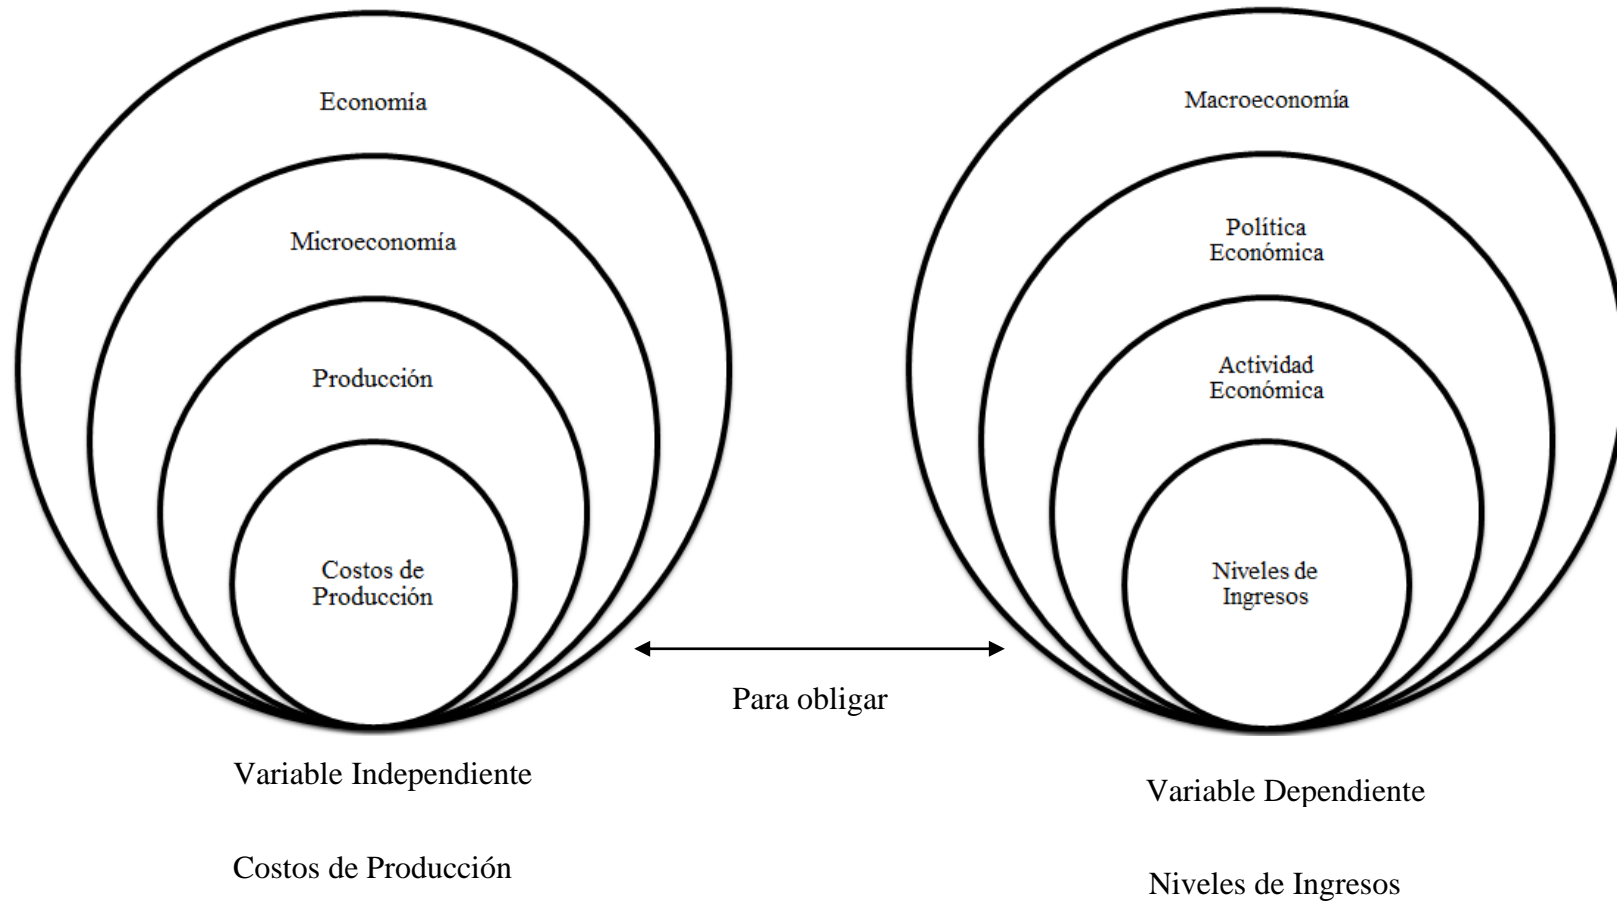 Economía
Microeconomía
Producción
Costos de
Producción
Macroeconomía
Política
Económica
Actividad
Económica
Niveles de
Ingresos
Para obligar
Variable Independiente
Costos de Producción
Variable Dependiente
Niveles de Ingresos